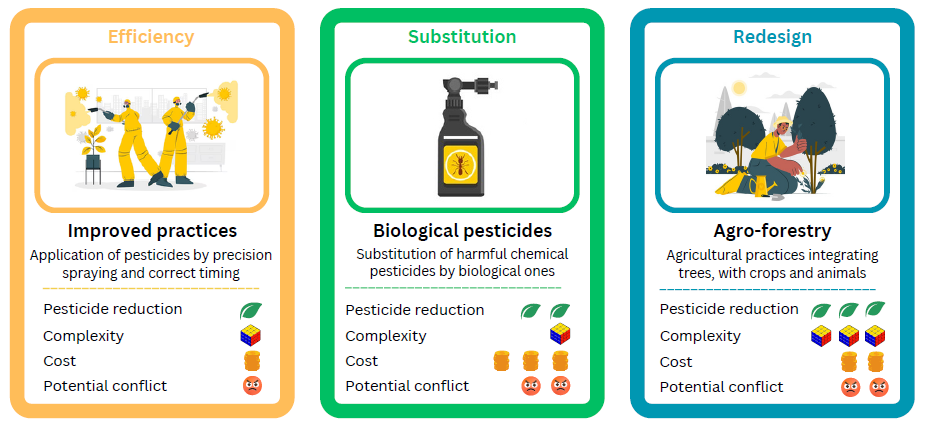 Efficiency
Improved practices
Application of pesticides by precision
spraying and correct timing
Pesticide reduction
Complexity
Cost
Potential conflict
Substitution
Biological pesticides
Substitution of harmful chemical
pesticides by biological ones
Pesticide reduction
Complexity
Cost
Potential conflict
Redesign
Agro-forestry
Agricultural practices integrating
trees, with crops and animals
Pesticide reduction
Complexity
Cost
Potential conflict